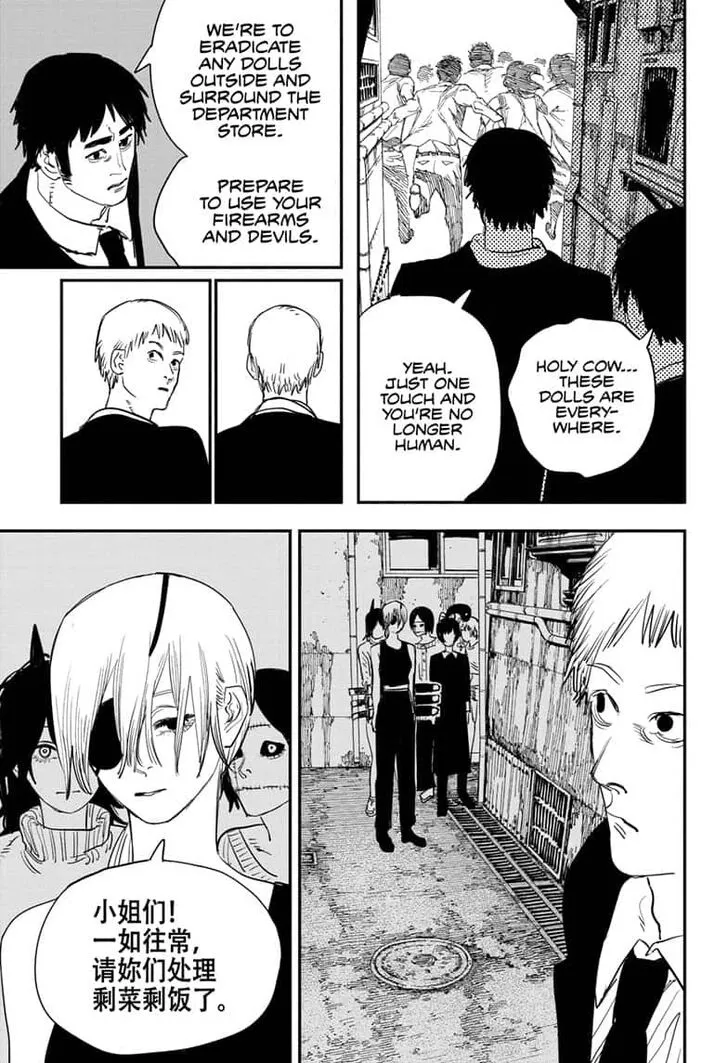 HOLY COW...
THESE
DOLLS ARE
EVERY-
WHERE.
YEAH.
JUST ONE
TOUCH AND
YOU'RE NO
LONGER
HUMAN.
WE'RE TO
ERADICATE
ANY DOLLS
OUTSIDE AND
SURROUND THE
DEPARTMENT
STORE.
PREPARE
TO USE YOUR
FIREARMS
AND DEVILS.
小姐们!
一如往常,
请妳们处理
剩菜剩饭了。